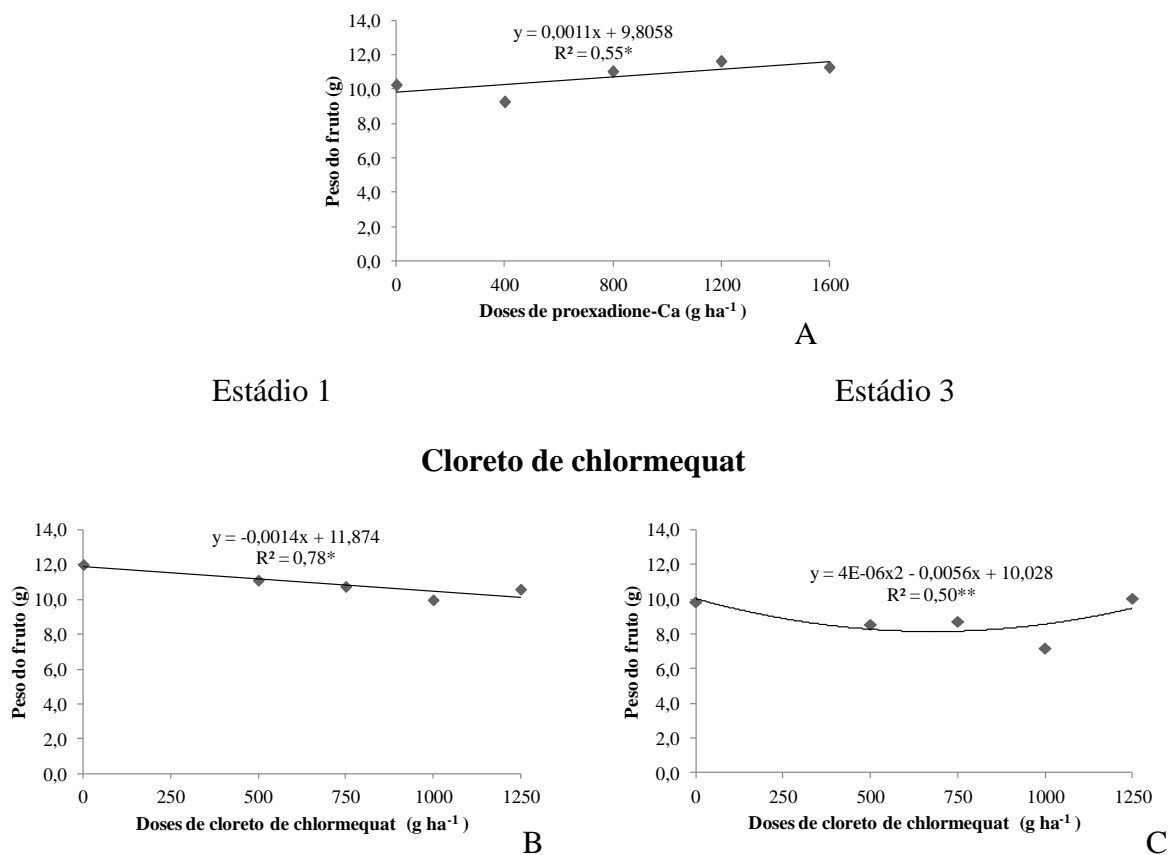 14,0
12,0
10,0
8,0
6,0
4,0
2,0
0,0
Peso do fruto (g)
y = 0,0011x + 9,8058
R² = 0,55*
0 400 800 1200 1600
Doses de proexadione-Ca (g ha⁻¹ )
A
Estádio 1 Estádio 3
Cloreto de chlormequat
14,0
12,0
10,0
8,0
6,0
4,0
2,0
0,0
Peso do fruto (g)
y = -0,0014x + 11,874
R² = 0,78*
0 250 500 750 1000 1250
Doses de cloreto de chlormequat (g ha⁻¹ )
B
14,0
12,0
10,0
8,0
6,0
4,0
2,0
0,0
Peso do fruto (g)
y = 4E-06x2 - 0,0056x + 10,028
R² = 0,50**
0 250 500 750 1000 1250
Doses de cloreto de chlormequat (g ha⁻¹ )
C